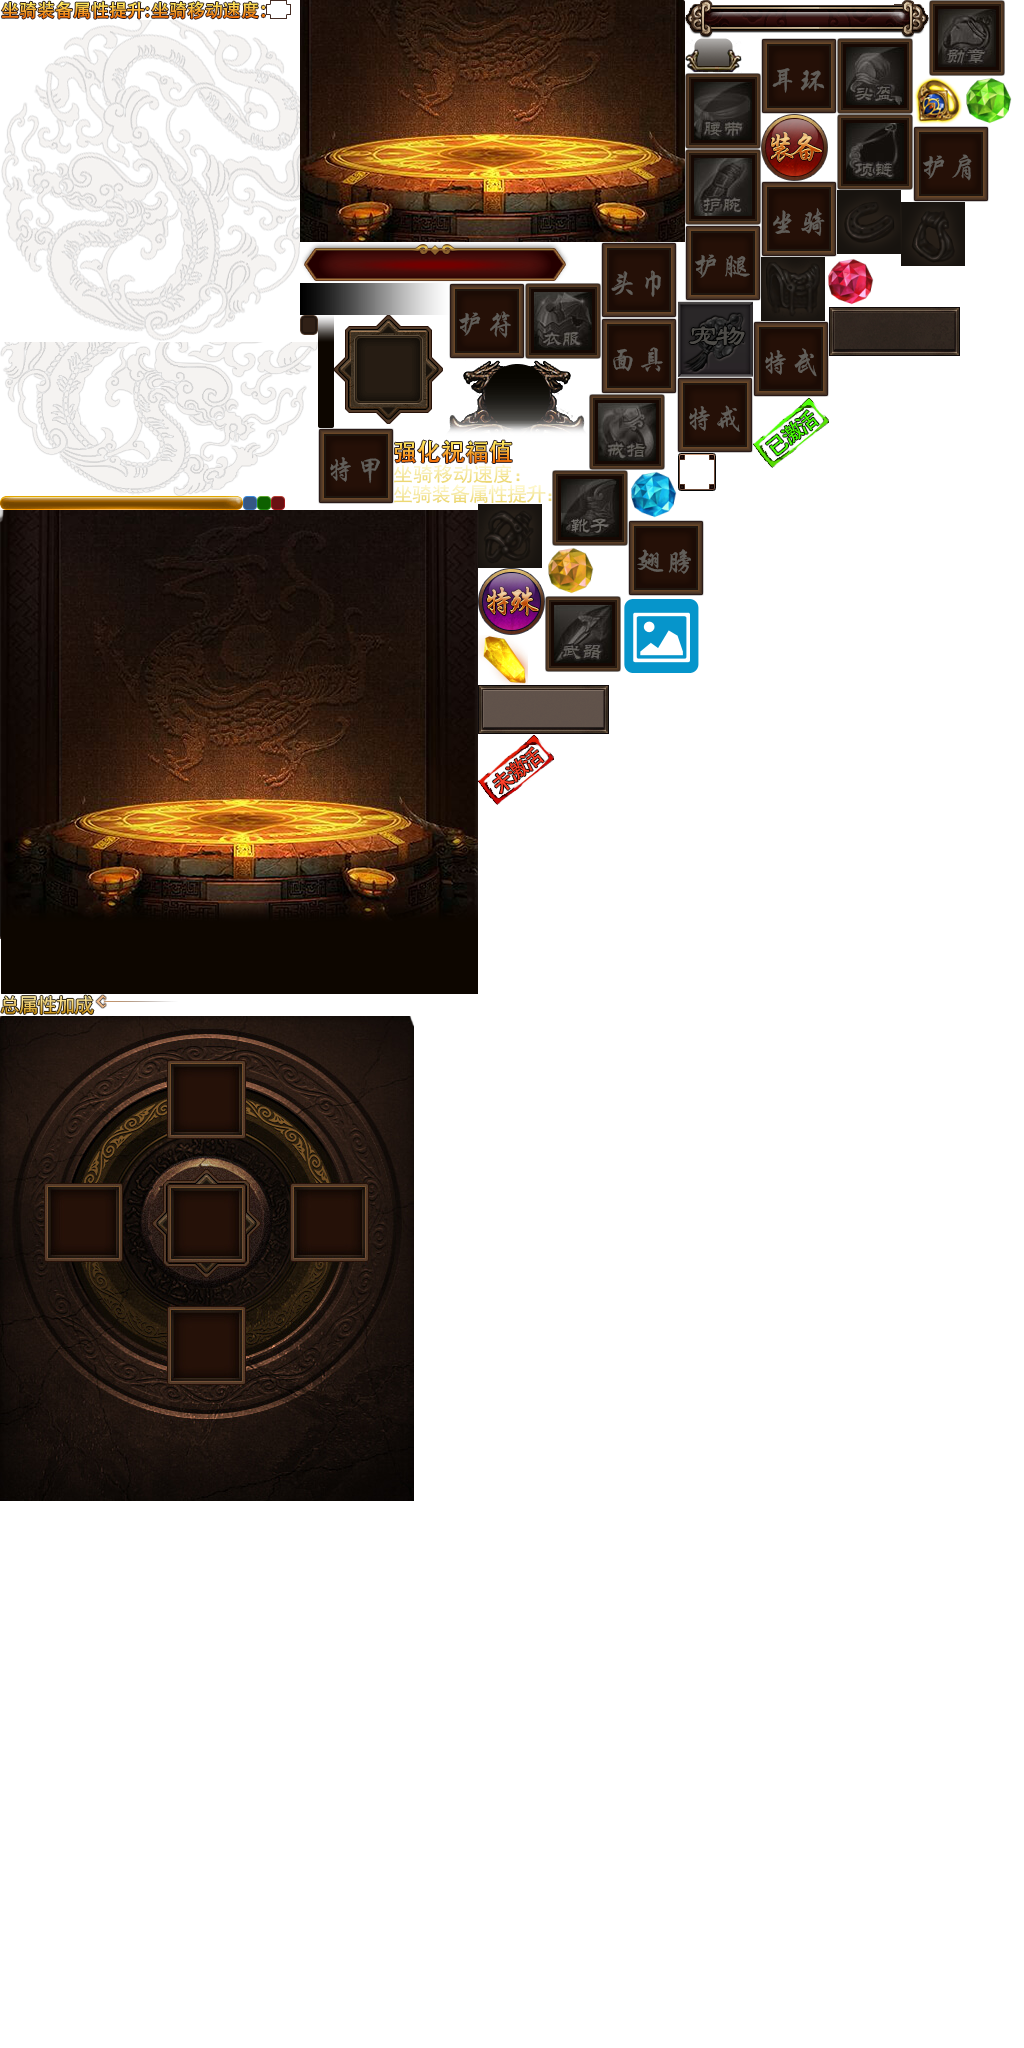 坐骑装备属性提升:坐骑移动速度:
勋章
耳环
头盔
腰带
装备
项链
护肩
护腕
坐骑
护腿
头巾
护符
衣服
宠物
面具
特武
特戒
已激活
戒指
强化祝福值
特甲
坐骑移动速度:
坐骑装备属性提升:
靴子
翅膀
特殊
武器
未激活
总属性加成